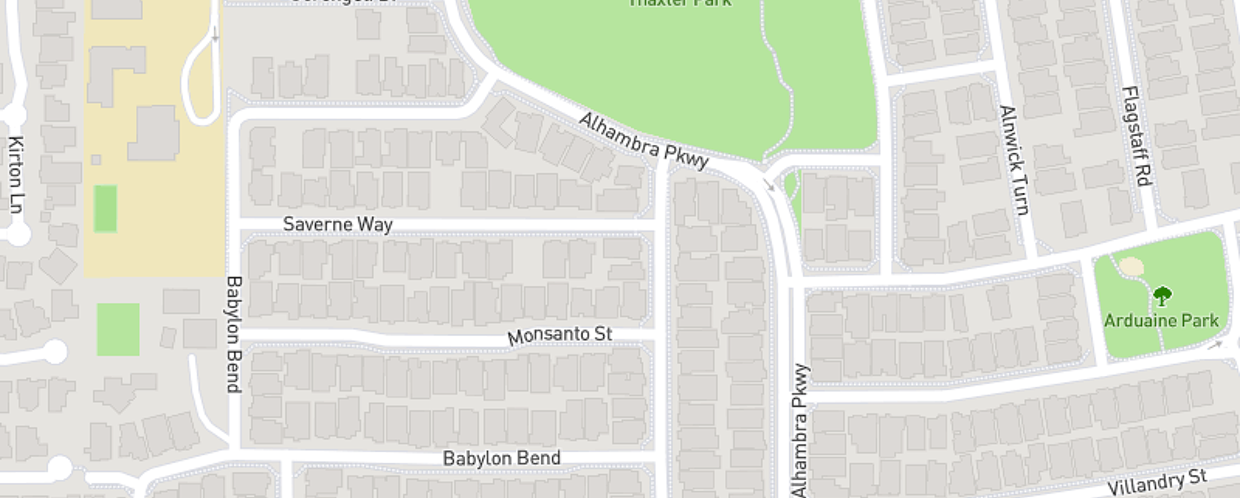 Thaxter Park
Alhambra Pkwy
Kirton Ln
Alnwick Turn
Flagstaff Rd
Saverne Way
Babylon Bend
Monsanto St
Arduaine Park
Alhambra Pkwy
Babylon Bend
Villandry St